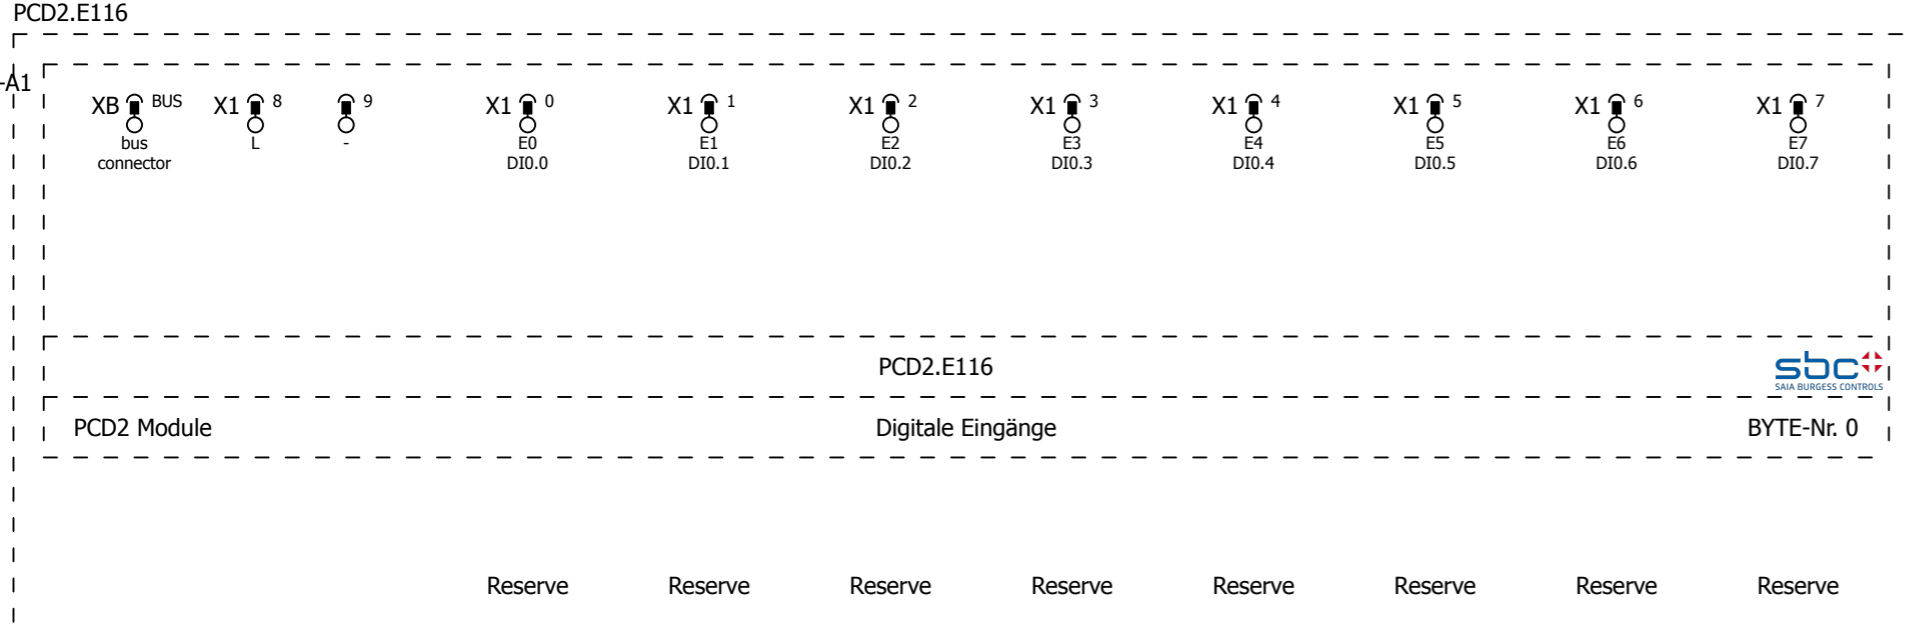 PCD2.E116
-A1
XB BUS X1 8 9 X1 0 X1 1 X1 2 X1 3 X1 4 X1 5 X1 6 X1 7
bus L - E0 E1 E2 E3 E4 E5 E6 E7
connector DI0.0 DI0.1 DI0.2 DI0.3 DI0.4 DI0.5 DI0.6 DI0.7
PCD2.E116
sbc
SAIA BURGESS CONTROLS
PCD2 Module Digitale Eingänge BYTE-Nr. 0
Reserve Reserve Reserve Reserve Reserve Reserve Reserve Reserve